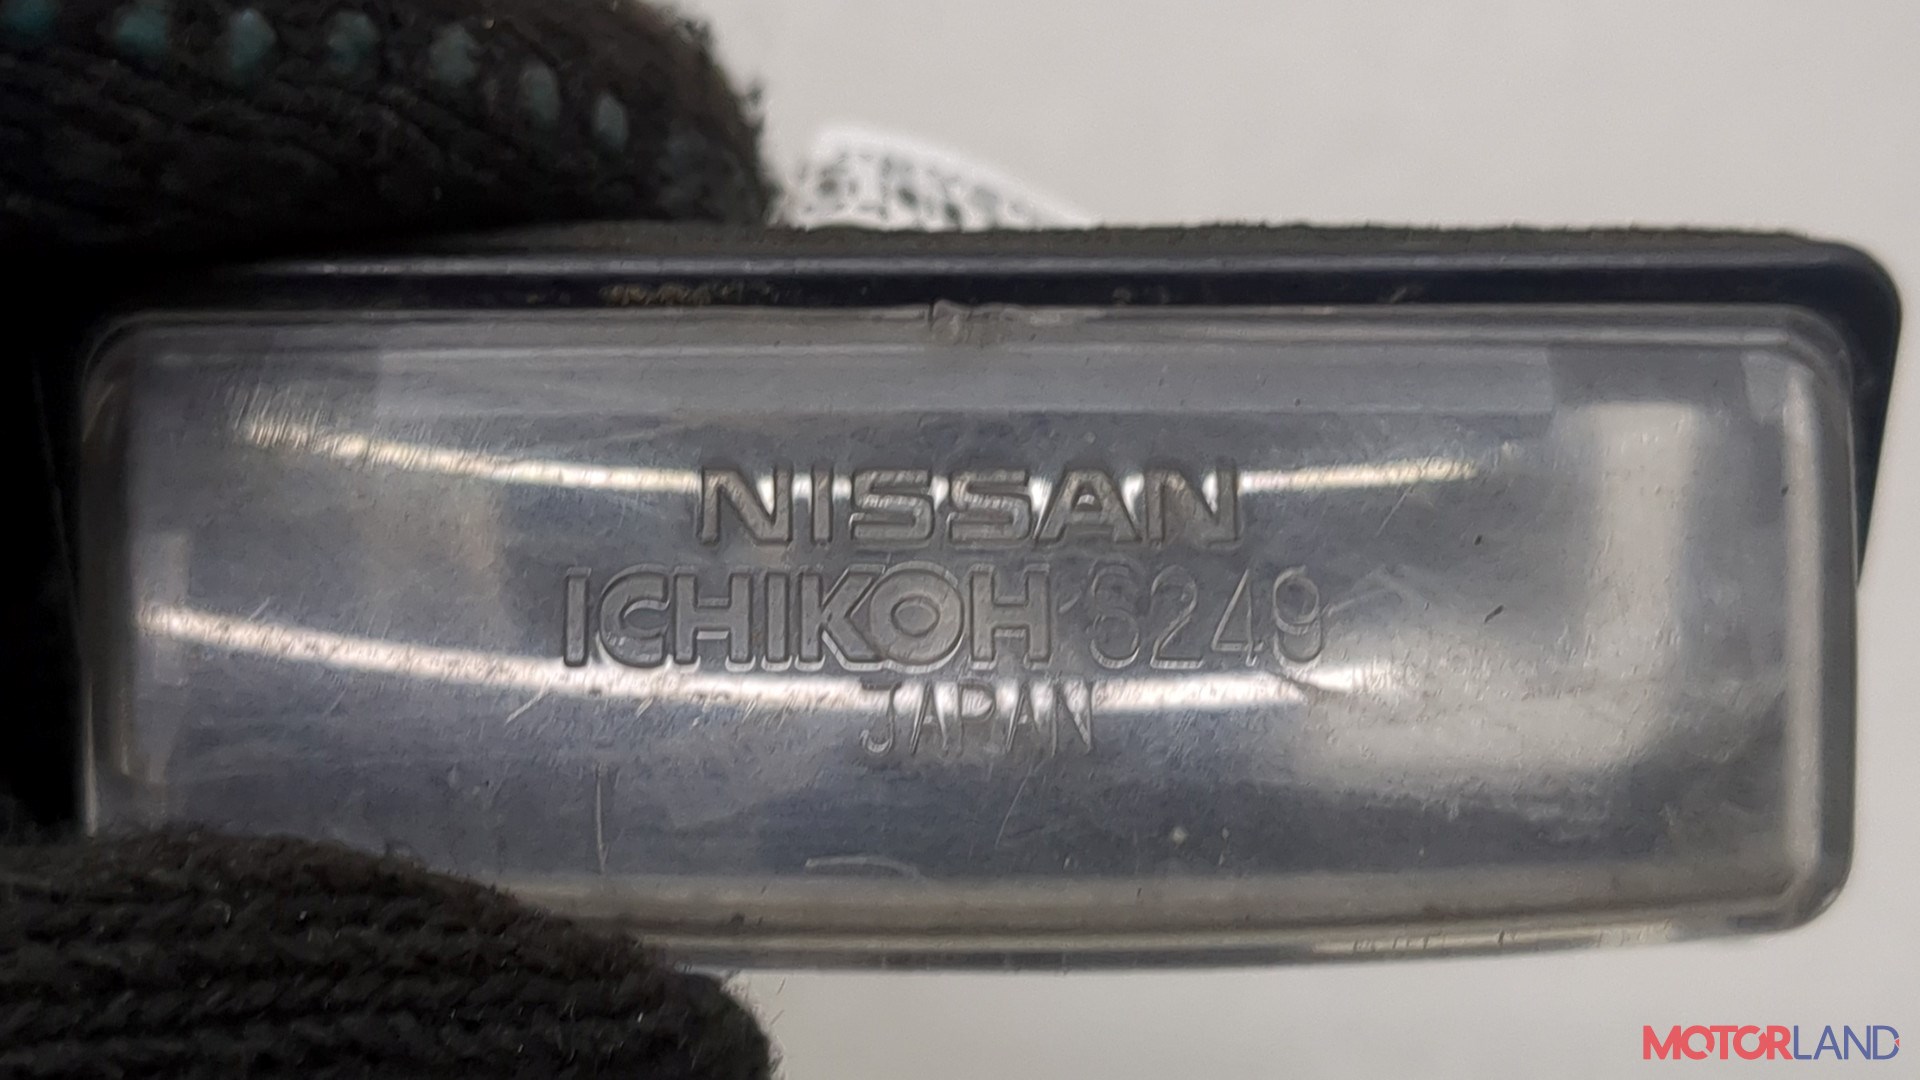 NISSAN
ICHIKOH 6249
JAPAN
MOTORLAND